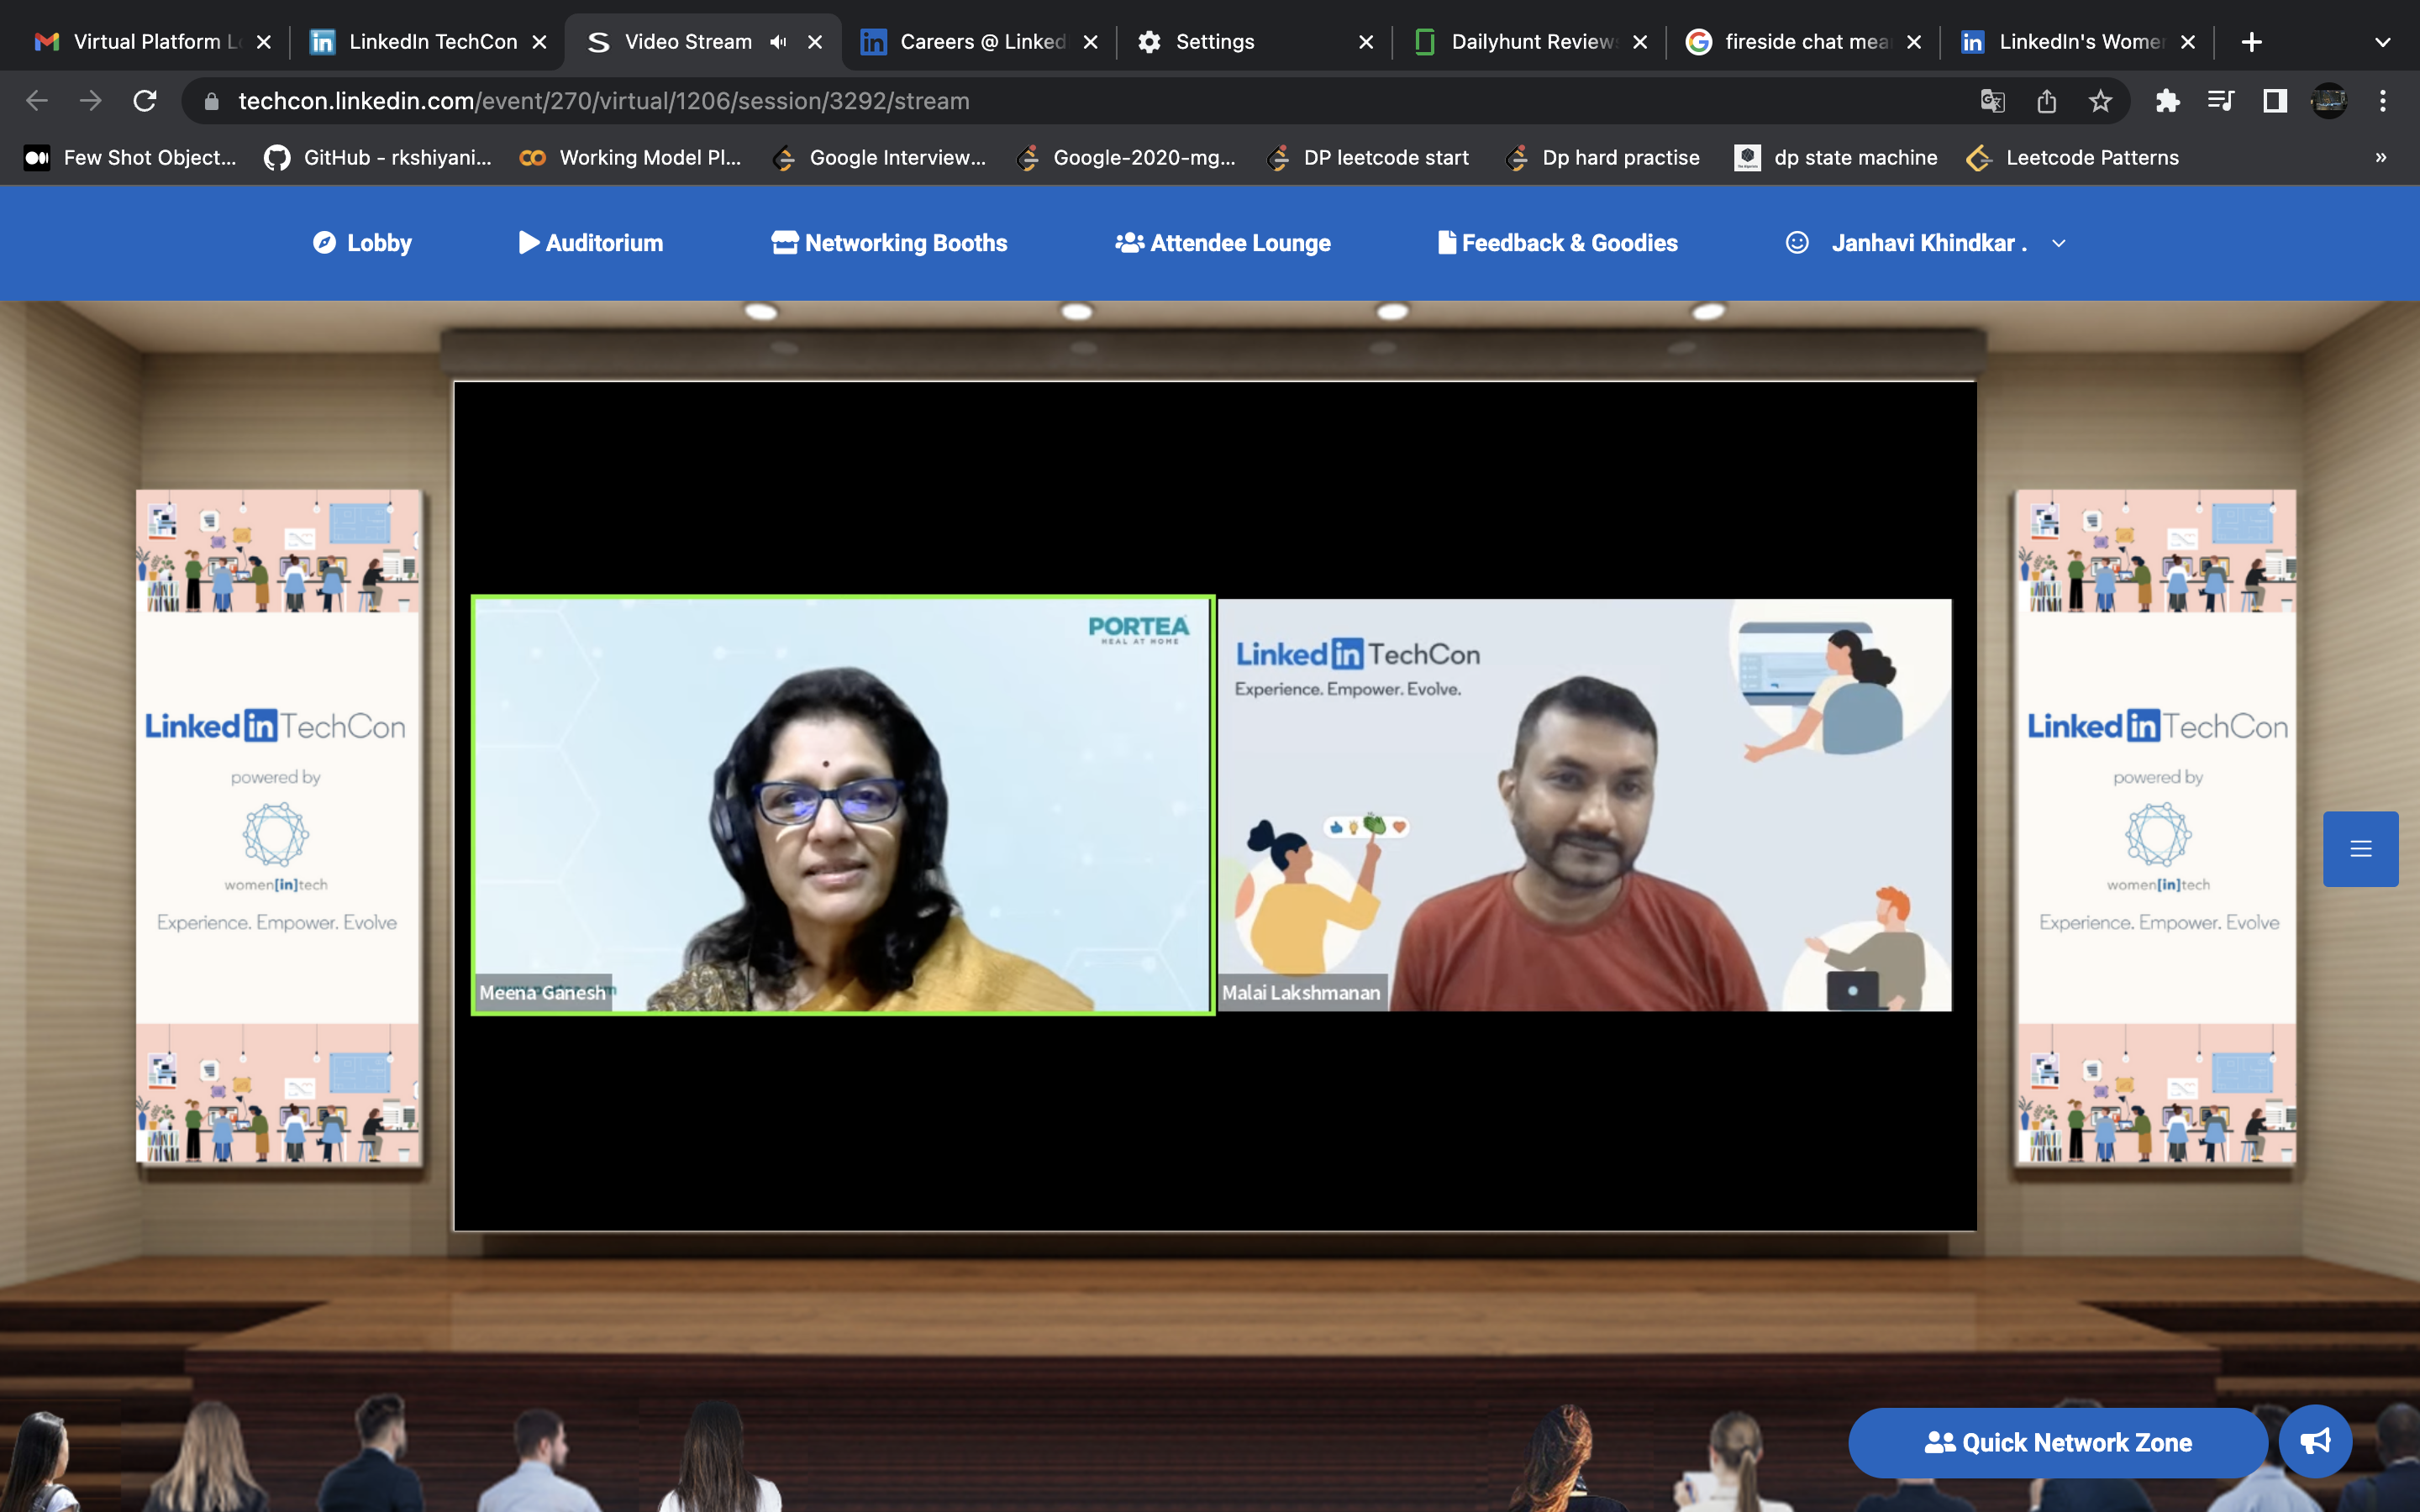 Virtual Platform L
LinkedIn TechCon
Video Stream
Careers @ Linked
Settings
Dailyhunt Review
fireside chat mea
LinkedIn's Women
techcon.linkedin.com/event/270/virtual/1206/session/3292/stream
Few Shot Object...
GitHub - rkshiyani...
Working Model Pl...
Google Interview...
Google-2020-mg...
DP leetcode start
Dp hard practise
dp state machine
Leetcode Patterns
»
Lobby
Auditorium
Networking Booths
Attendee Lounge
Feedback & Goodies
Janhavi Khindkar .
Linked in TechCon
powered by
women[in]tech
Experience. Empower. Evolve
PORTEA
HEAL AT HOME
Meena Ganesh
Linked in TechCon
Experience. Empower. Evolve.
Malai Lakshmanan
Linked in TechCon
powered by
women[in]tech
Experience. Empower. Evolve
Quick Network Zone